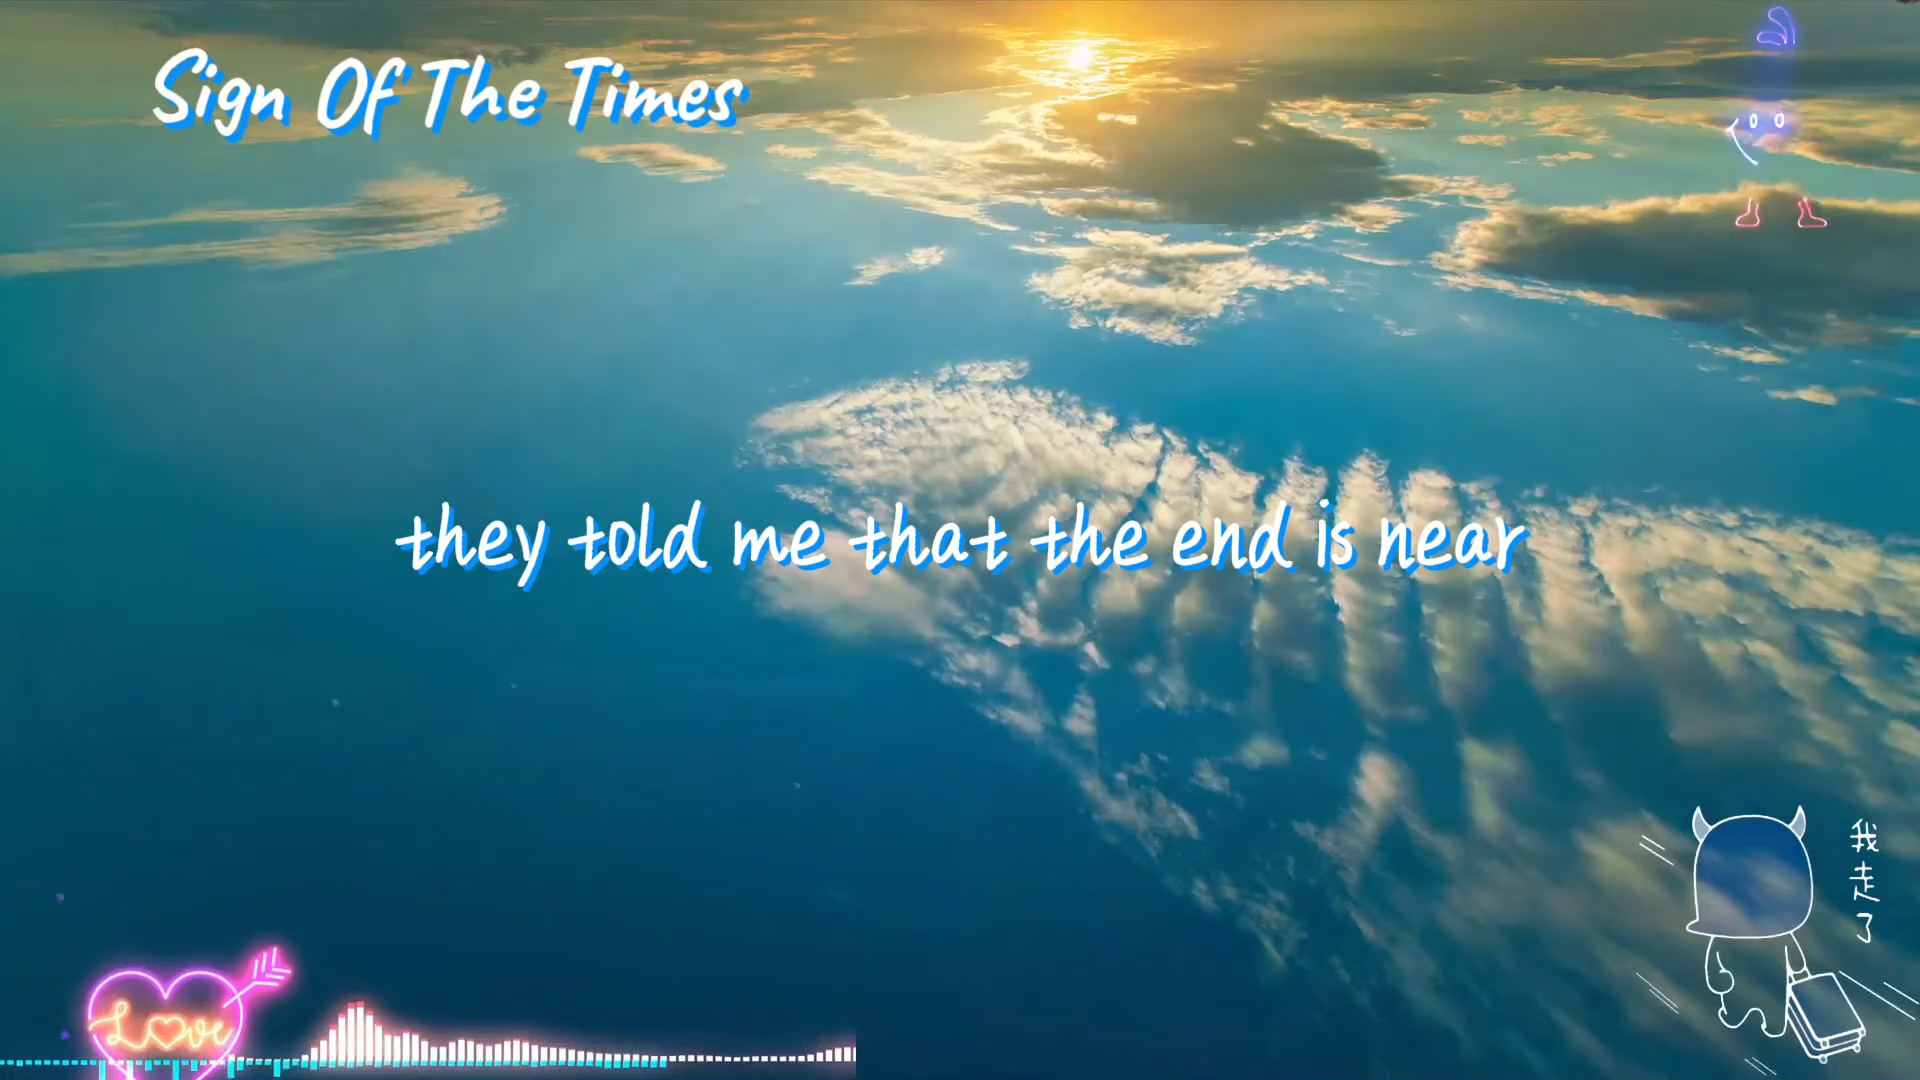 Sign Of The Times
they told me that the end is near
我走了
Love